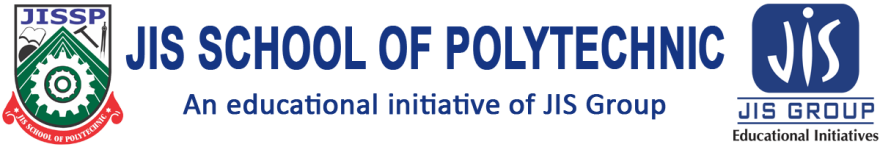 JISSP
JIS SCHOOL OF POLYTECHNIC
JIS SCHOOL OF POLYTECHNIC
An educational initiative of JIS Group
JIS
JIS GROUP
Educational Initiatives